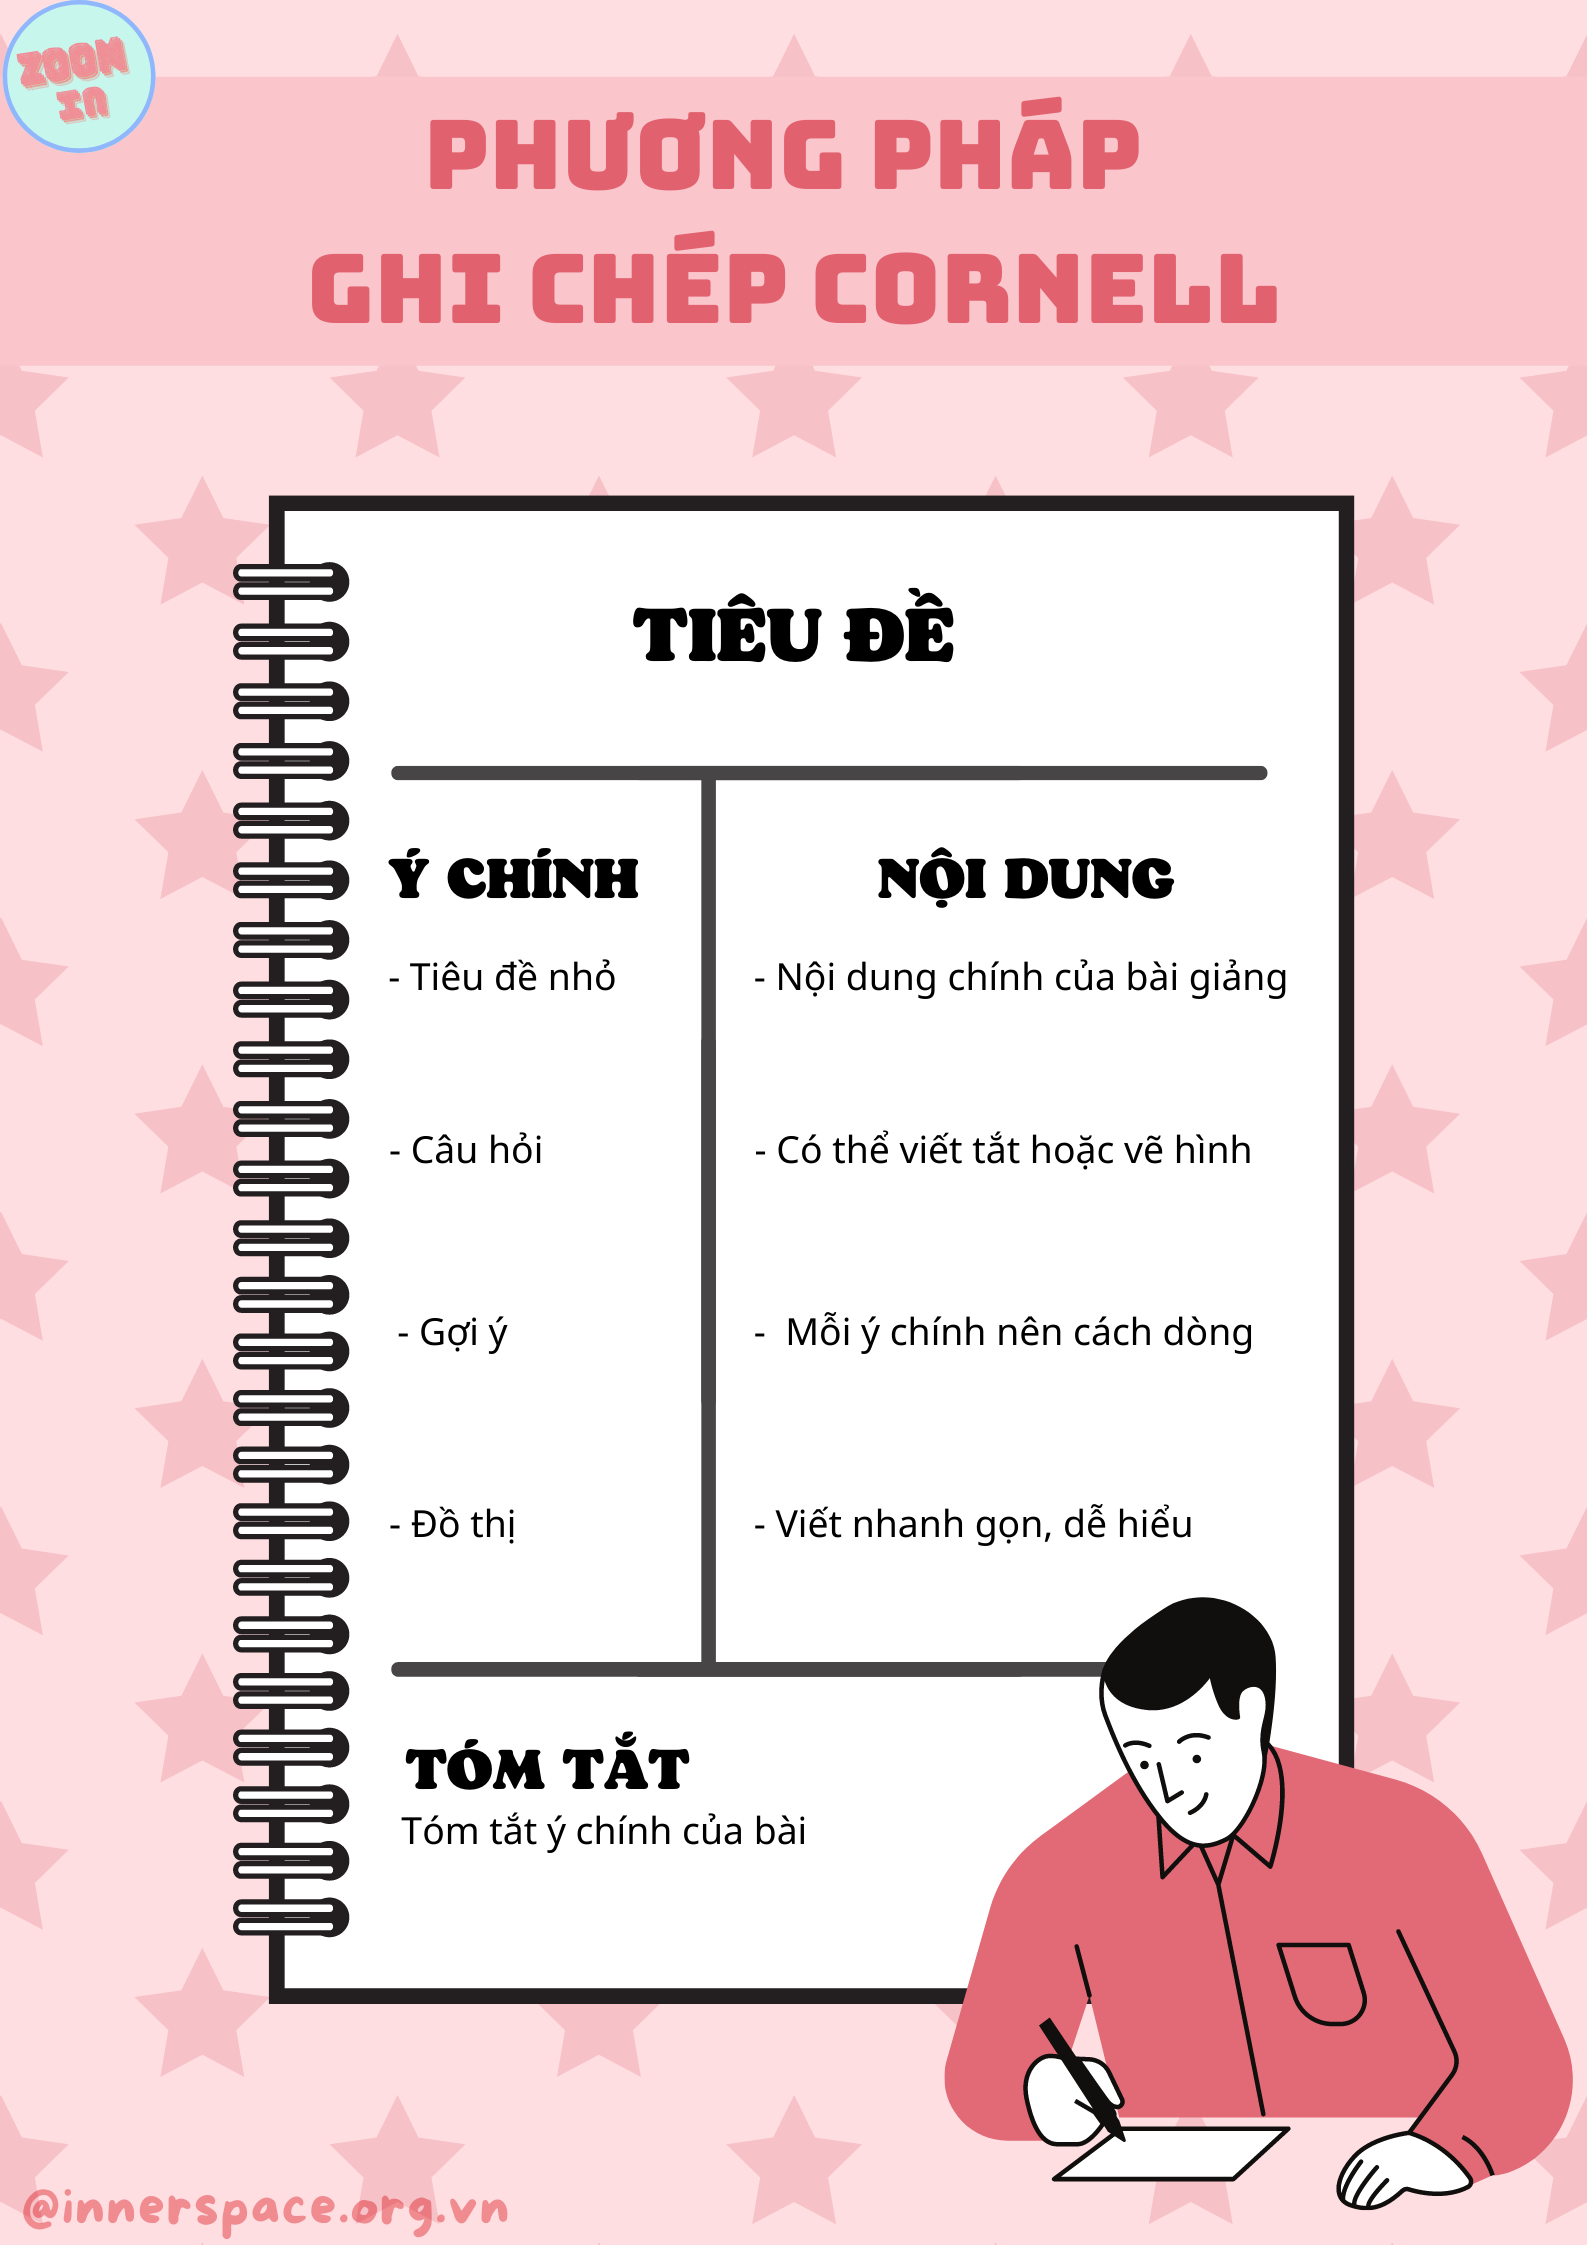 ZOOM
IN
PHƯƠNG PHÁP
GHI CHÉP CORNELL
TIÊU ĐỀ
Ý CHÍNH
- Tiêu đề nhỏ
- Câu hỏi
- Gợi ý
- Đồ thị
NỘI DUNG
- Nội dung chính của bài giảng
- Có thể viết tắt hoặc vẽ hình
- Mỗi ý chính nên cách dòng
- Viết nhanh gọn, dễ hiểu
TÓM TẮT
Tóm tắt ý chính của bài
@innerspace.org.vn